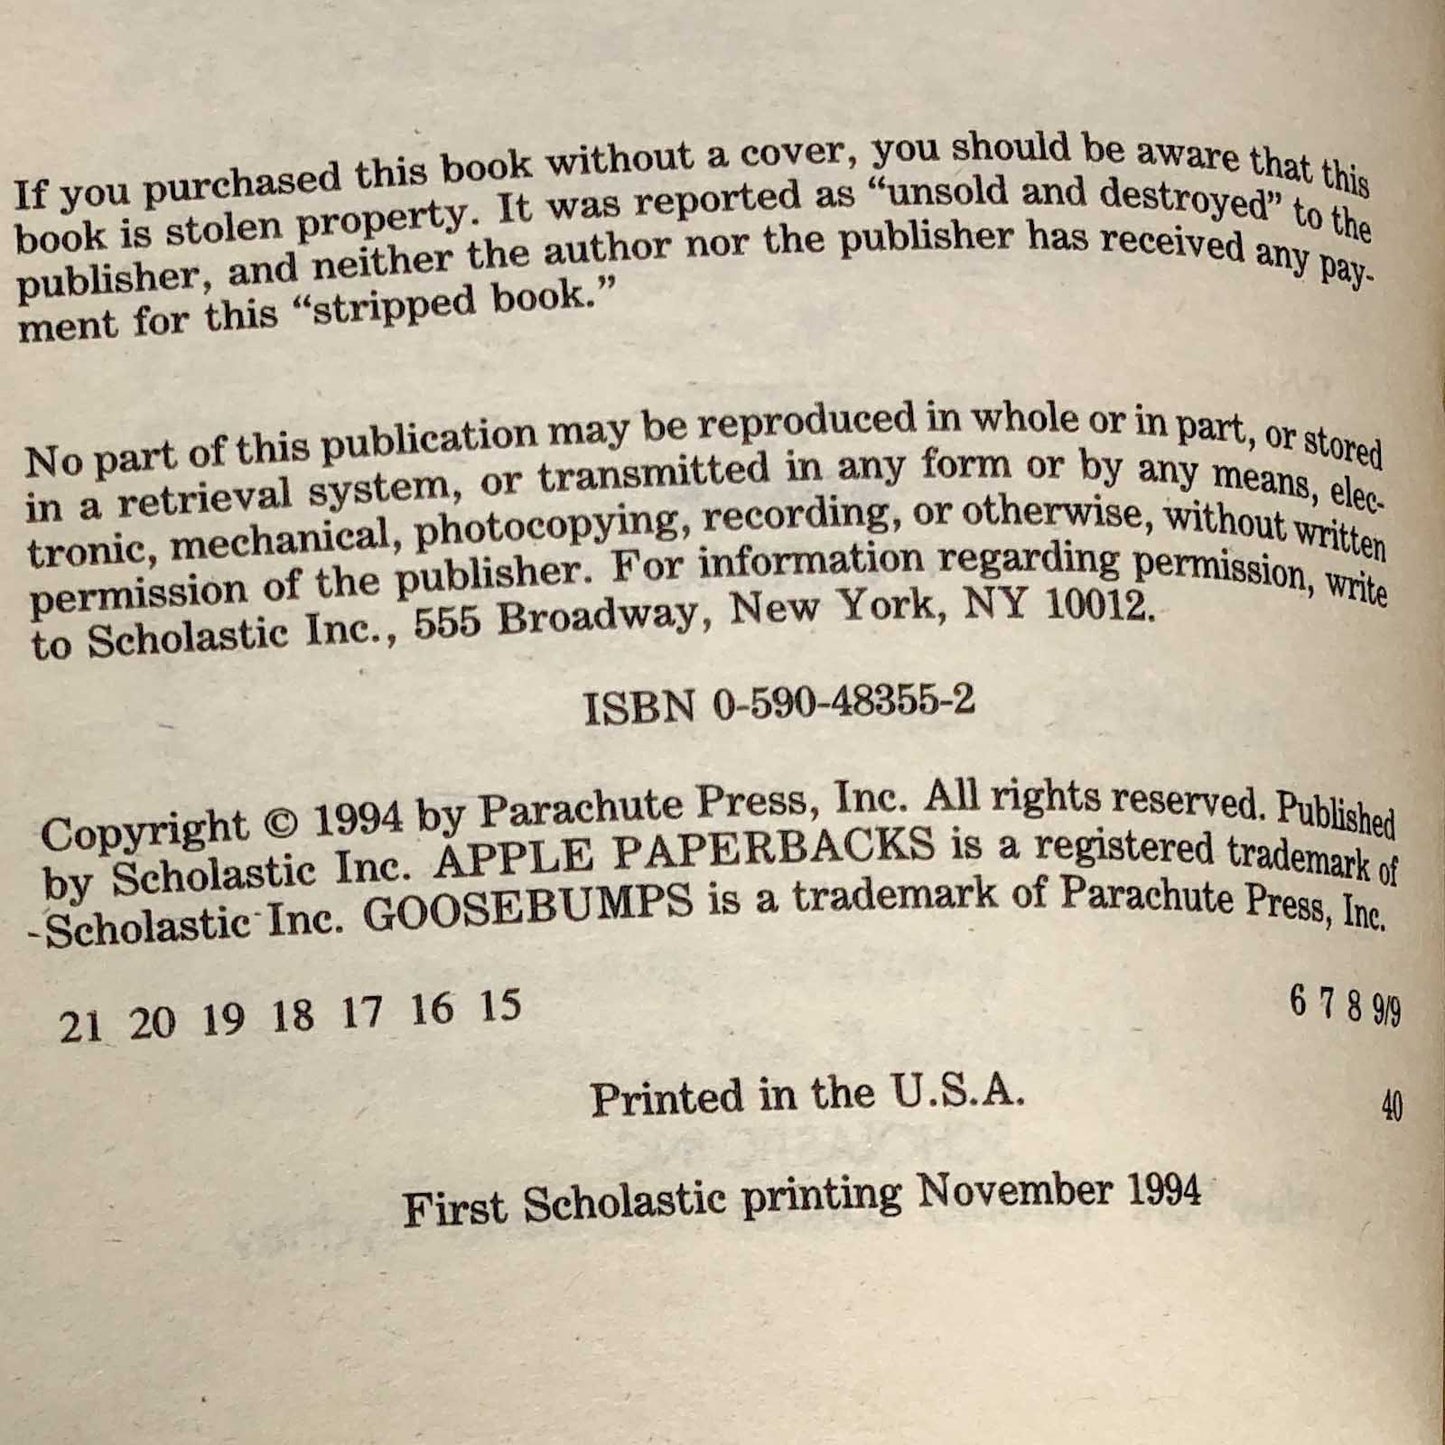 If you purchased this book without a cover, you should be aware that this
book is stolen property. It was reported as “unsold and destroyed” to the
publisher, and neither the author nor the publisher has received any pay-
ment for this “stripped book.”
No part of this publication may be reproduced in whole or in part, or stored
in a retrieval system, or transmitted in any form or by any means, elec-
tronic, mechanical, photocopying, recording, or otherwise, without written
permission of the publisher. For information regarding permission, write
to Scholastic Inc., 555 Broadway, New York, NY 10012.
ISBN 0-590-48355-2
Copyright © 1994 by Parachute Press, Inc. All rights reserved. Published
by Scholastic Inc. APPLE PAPERBACKS is a registered trademark of
Scholastic Inc. GOOSEBUMPS is a trademark of Parachute Press, Inc.
21 20 19 18 17 16 15 6 7 8 9/9
Printed in the U.S.A. 40
First Scholastic printing November 1994